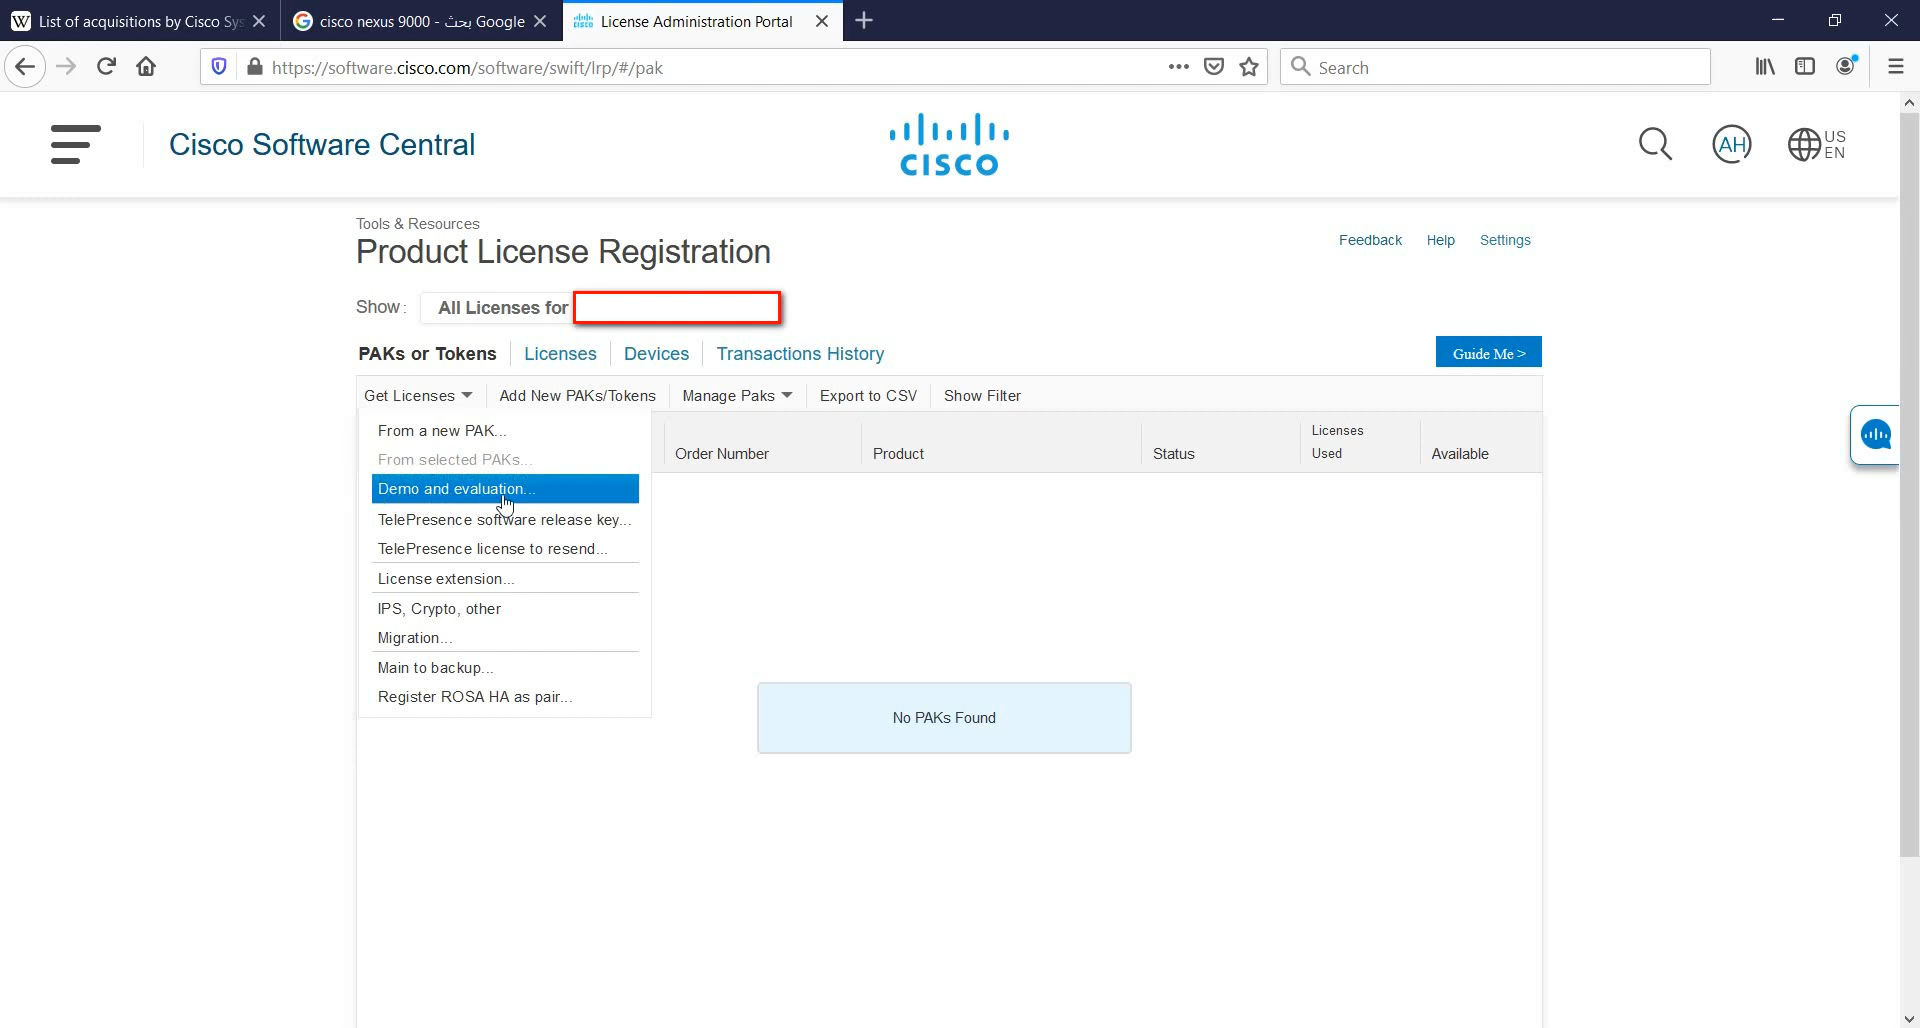 List of acquisitions by Cisco Sys
cisco nexus 9000 - بحث Google
License Administration Portal
https://software.cisco.com/software/swift/lrp/#/pak
Search
Cisco Software Central
CISCO
AH
US
EN
Tools & Resources
Product License Registration
Feedback Help Settings
Show : All Licenses for
PAKs or Tokens Licenses Devices Transactions History
Guide Me >
Get Licenses Add New PAKs/Tokens Manage Paks Export to CSV Show Filter
From a new PAK...
From selected PAKs...
Demo and evaluation...
TelePresence software release key...
TelePresence license to resend...
License extension...
IPS, Crypto, other
Migration...
Main to backup...
Register ROSA HA as pair...
Order Number
Product
Status
Licenses
Used
Available
No PAKs Found